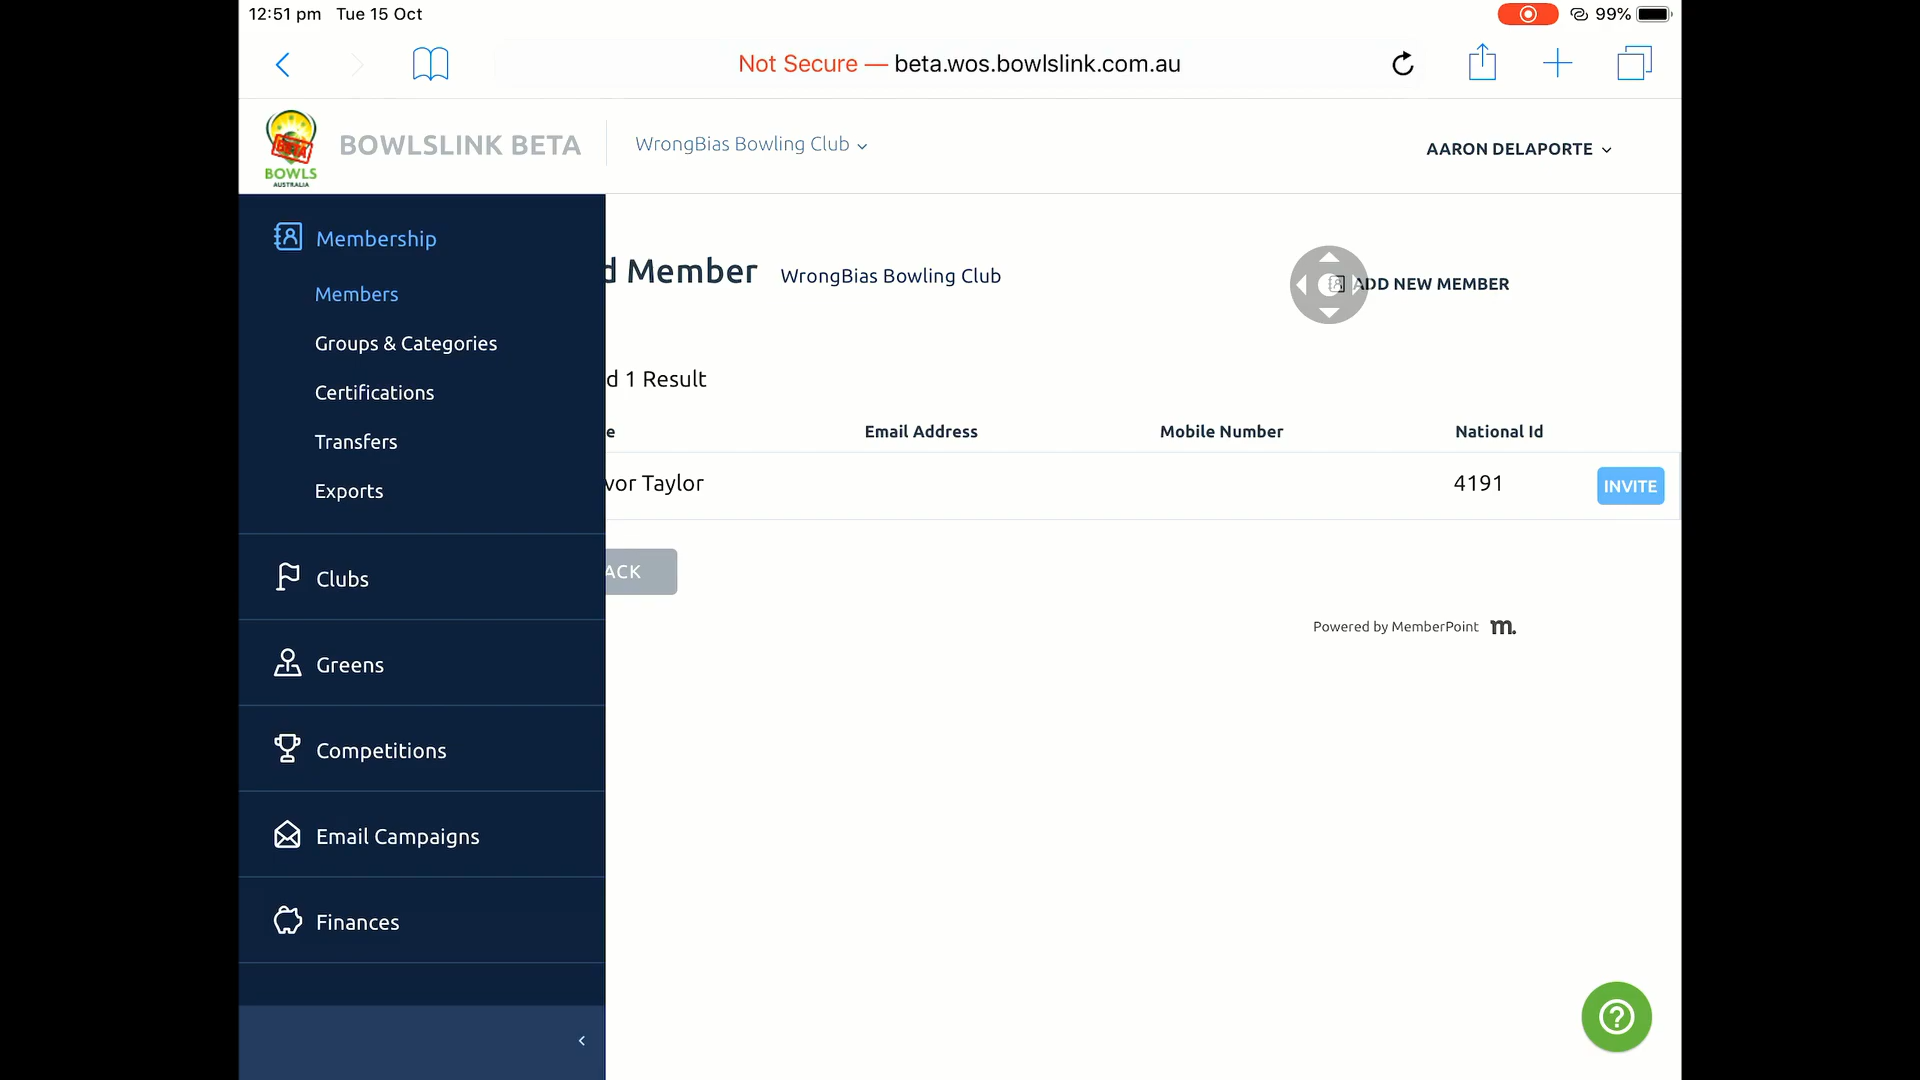 12:51 pm Tue 15 Oct
99%
Not Secure — beta.wos.bowlslink.com.au
BETA
BOWLS
AUSTRALIA
BOWLSLINK BETA
WrongBias Bowling Club
AARON DELAPORTE
Membership
Members
Groups & Categories
Certifications
Transfers
Exports
Clubs
Greens
Competitions
Email Campaigns
Finances
d Member WrongBias Bowling Club
ADD NEW MEMBER
d 1 Result
e Email Address Mobile Number National Id
vor Taylor 4191 INVITE
ACK
Powered by MemberPoint m.